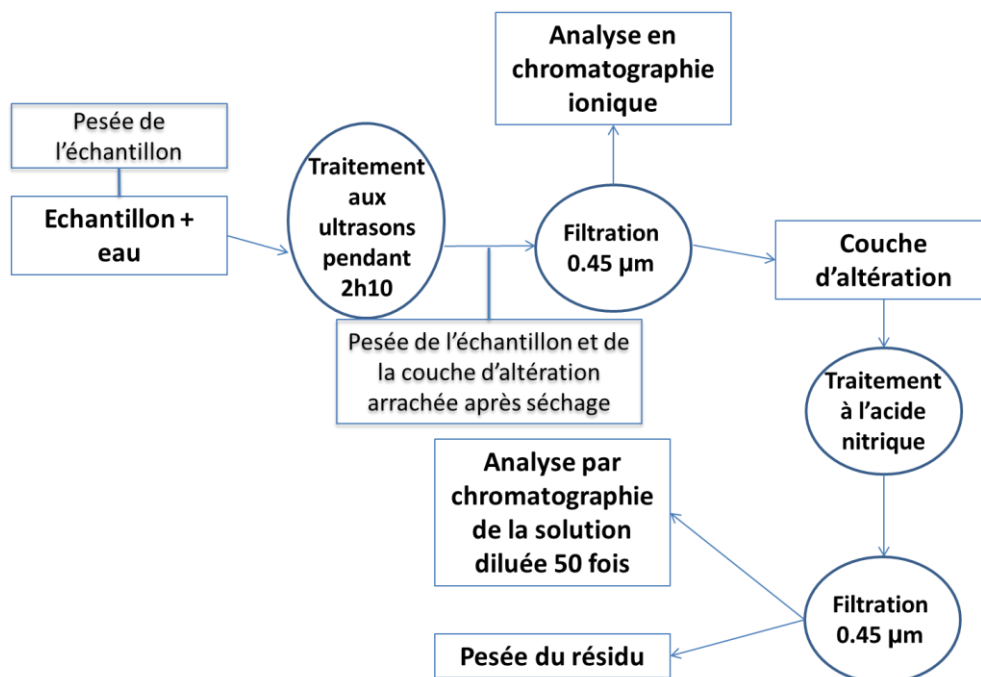 Pesée de
l'échantillon
Echantillon +
eau
Traitement
aux
ultrasons
pendant
2h10
Pesée de l'échantillon et de
la couche d'altération
arrachée après séchage
Filtration
0.45 µm
Analyse en
chromatographie
ionique
Couche
d'altération
Traitement
à l'acide
nitrique
Filtration
0.45 µm
Analyse par
chromatographie
de la solution
diluée 50 fois
Pesée du résidu